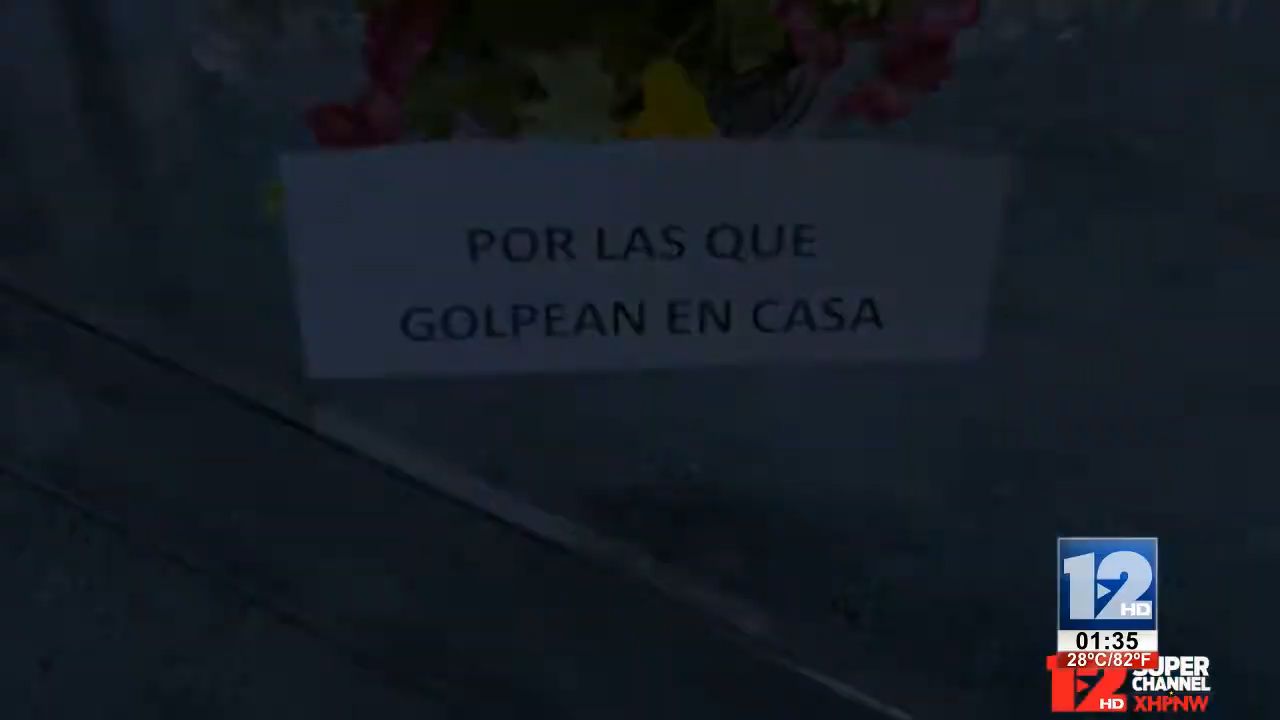 POR LAS QUE
GOLPEAN EN CASA
12
HD
01:35
28°C/82°F
12 HD
SUPER
CHANNEL
XHPNW